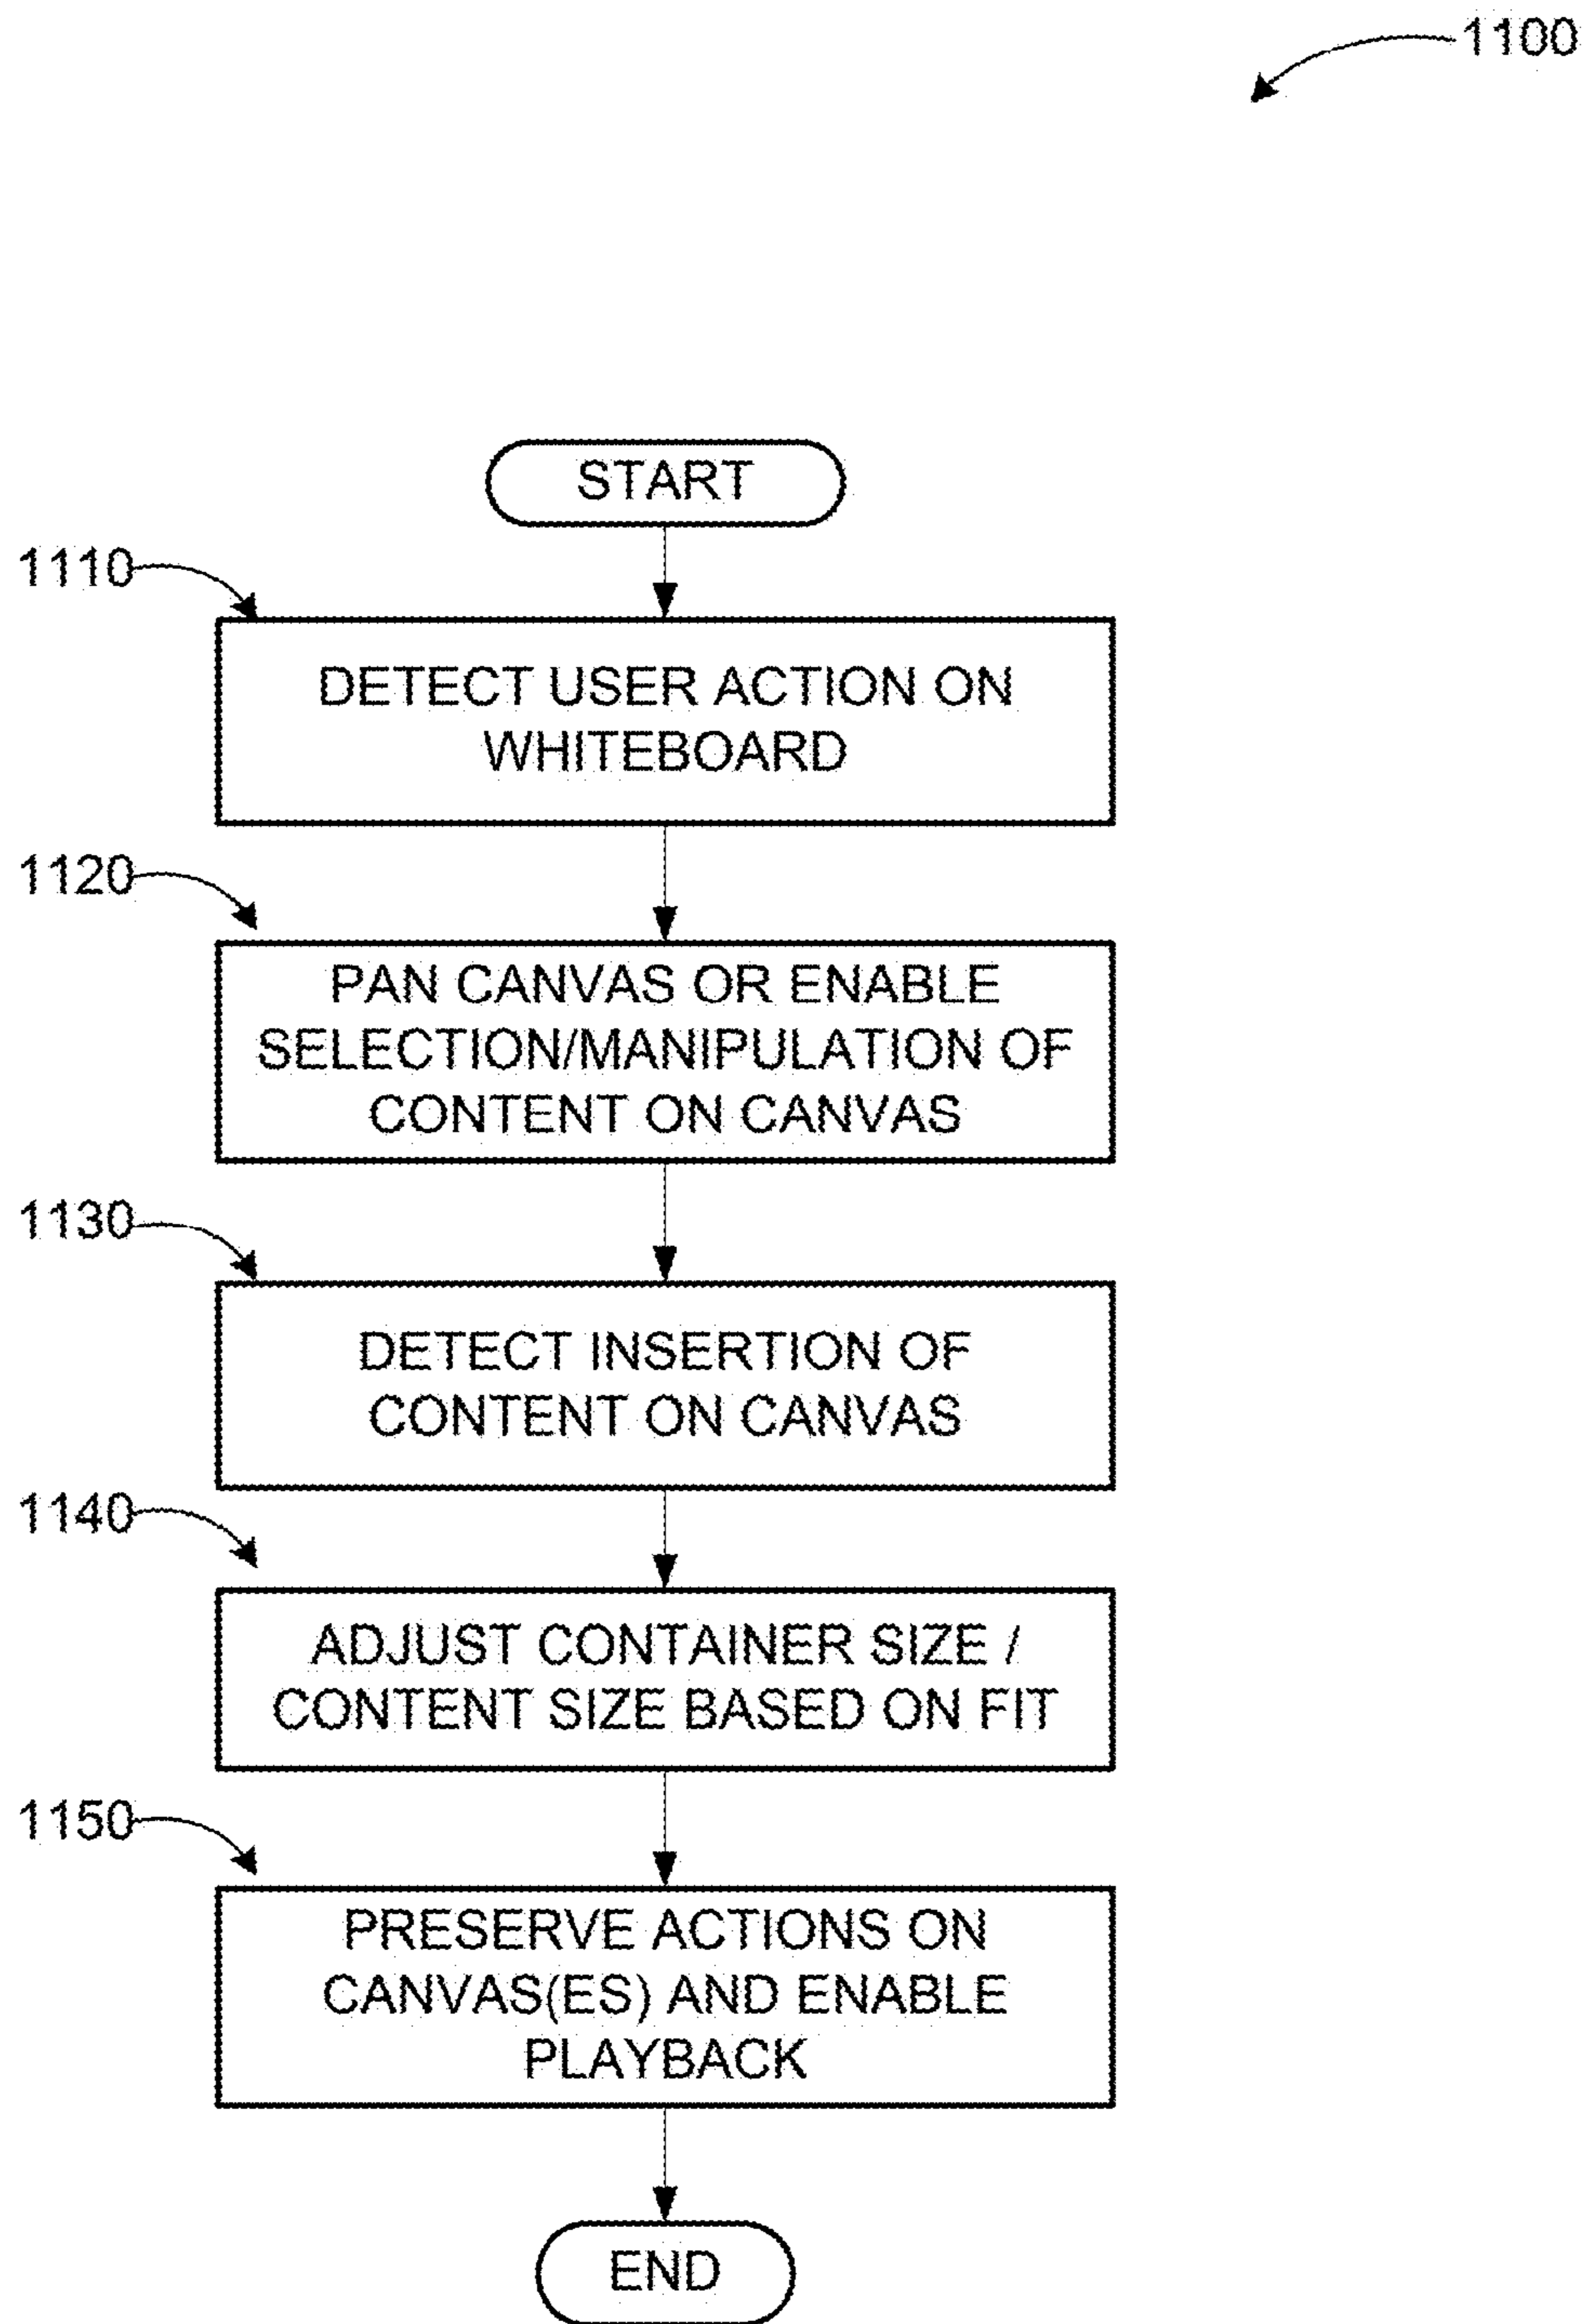 1100
START
1110
DETECT USER ACTION ON
WHITEBOARD
1120
PAN CANVAS OR ENABLE
SELECTION/MANIPULATION OF
CONTENT ON CANVAS
1130
DETECT INSERTION OF
CONTENT ON CANVAS
1140
ADJUST CONTAINER SIZE /
CONTENT SIZE BASED ON FIT
1150
PRESERVE ACTIONS ON
CANVAS(ES) AND ENABLE
PLAYBACK
END